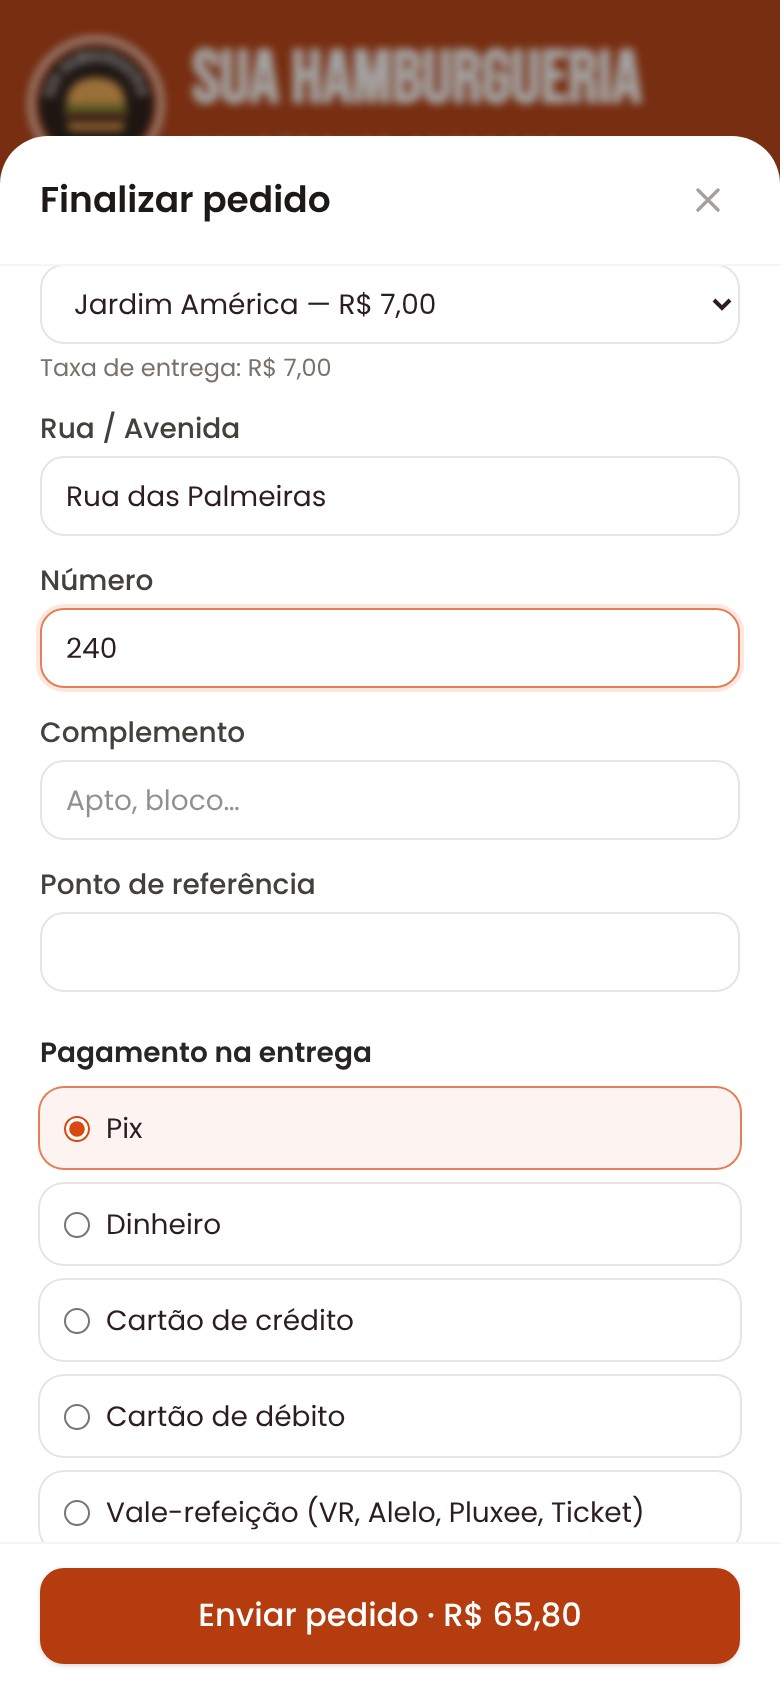 SUA HAMBURGUERIA
Finalizar pedido
Jardim América — R$ 7,00
Taxa de entrega: R$ 7,00
Rua / Avenida
Rua das Palmeiras
Número
240
Complemento
Apto, bloco...
Ponto de referência
Pagamento na entrega
Pix
Dinheiro
Cartão de crédito
Cartão de débito
Vale-refeição (VR, Alelo, Pluxee, Ticket)
Enviar pedido · R$ 65,80